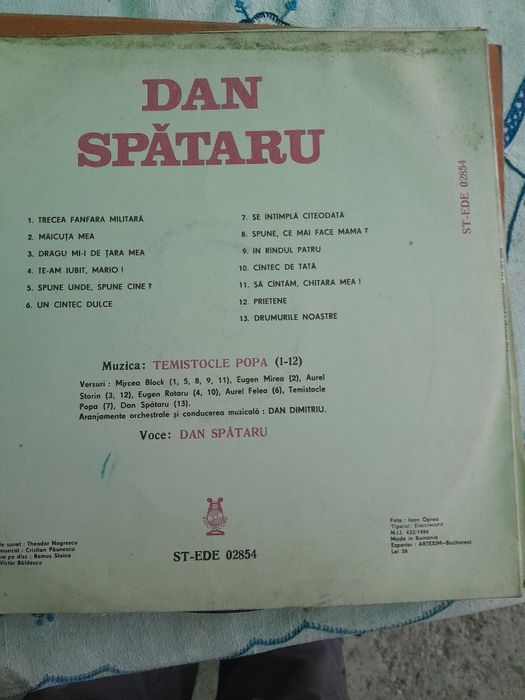 DAN
SPĂTARU
ST-EDE 02854
1. TRECEA FANFARA MILITARĂ
2. MĂICUȚA MEA
3. DRAGU MI-I DE ȚARA MEA
4. TE-AM IUBIT, MARIO !
5. SPUNE UNDE, SPUNE CINE ?
6. UN CÎNTEC DULCE
7. SE ÎNTÎMPLĂ CÎTEODATĂ
8. SPUNE, CE MAI FACE MAMA ?
9. ÎN RÎNDUL PATRU
10. CÎNTEC DE TATĂ
11. SĂ CÎNTĂM, CHITARA MEA !
12. PRIETENE
13. DRUMURILE NOASTRE
Muzica: TEMISTOCLE POPA (1-12)
Versuri : Mircea Block (1, 5, 8, 9, 11), Eugen Mirea (2), Aurel
Storin (3, 12), Eugen Rotaru (4, 10), Aurel Felea (6), Temistocle
Popa (7), Dan Spătaru (13).
Aranjamente orchestrale și conducerea muzicală : DAN DIMITRIU.
Voce: DAN SPĂTARU
de sunet : Theodor Negrescu
muzical : Cristian Păunescu
re pe disc : Remus Stoica
Victor Băldescu
ST-EDE 02854
Foto : Ioan Oprea
Tiparul: Electrecord
N.I.I. 432/1984
Made in Romania
Exporter : ARTEXIM-Bucharest
Lei 36